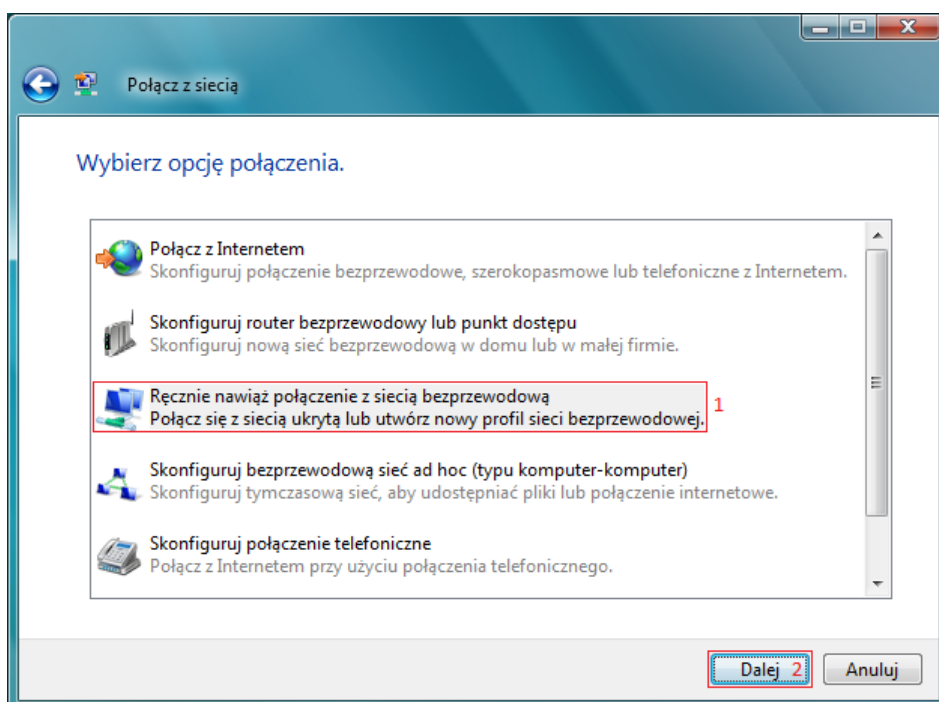 Połącz z siecią
Wybierz opcję połączenia.
Połącz z Internetem
Skonfiguruj połączenie bezprzewodowe, szerokopasmowe lub telefoniczne z Internetem.
Skonfiguruj router bezprzewodowy lub punkt dostępu
Skonfiguruj nową sieć bezprzewodową w domu lub w małej firmie.
Ręcznie nawiąż połączenie z siecią bezprzewodową
Połącz się z siecią ukrytą lub utwórz nowy profil sieci bezprzewodowej. 1
Skonfiguruj bezprzewodową sieć ad hoc (typu komputer-komputer)
Skonfiguruj tymczasową sieć, aby udostępniać pliki lub połączenie internetowe.
Skonfiguruj połączenie telefoniczne
Połącz z Internetem przy użyciu połączenia telefonicznego.
Dalej 2 Anuluj